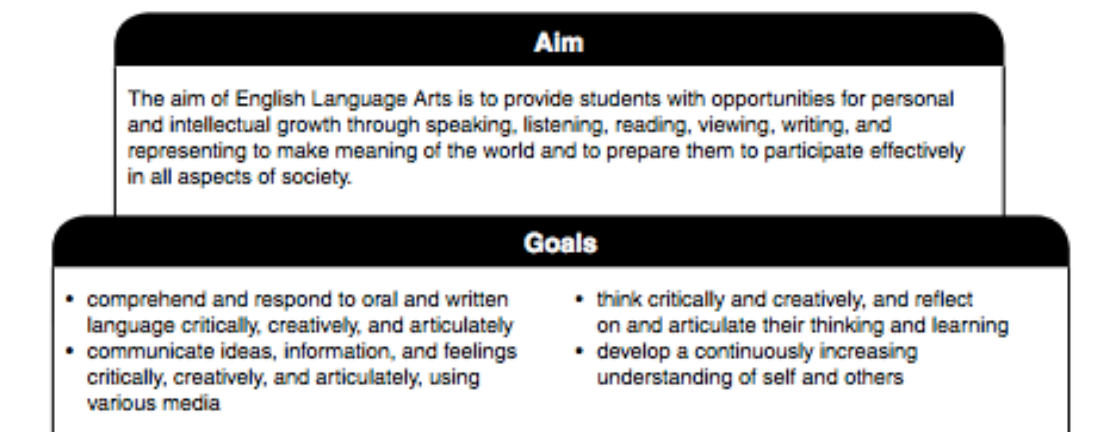 Aim
The aim of English Language Arts is to provide students with opportunities for personal
and intellectual growth through speaking, listening, reading, viewing, writing, and
representing to make meaning of the world and to prepare them to participate effectively
in all aspects of society.
Goals
• comprehend and respond to oral and written
language critically, creatively, and articulately
• communicate ideas, information, and feelings
critically, creatively, and articulately, using
various media
• think critically and creatively, and reflect
on and articulate their thinking and learning
• develop a continuously increasing
understanding of self and others